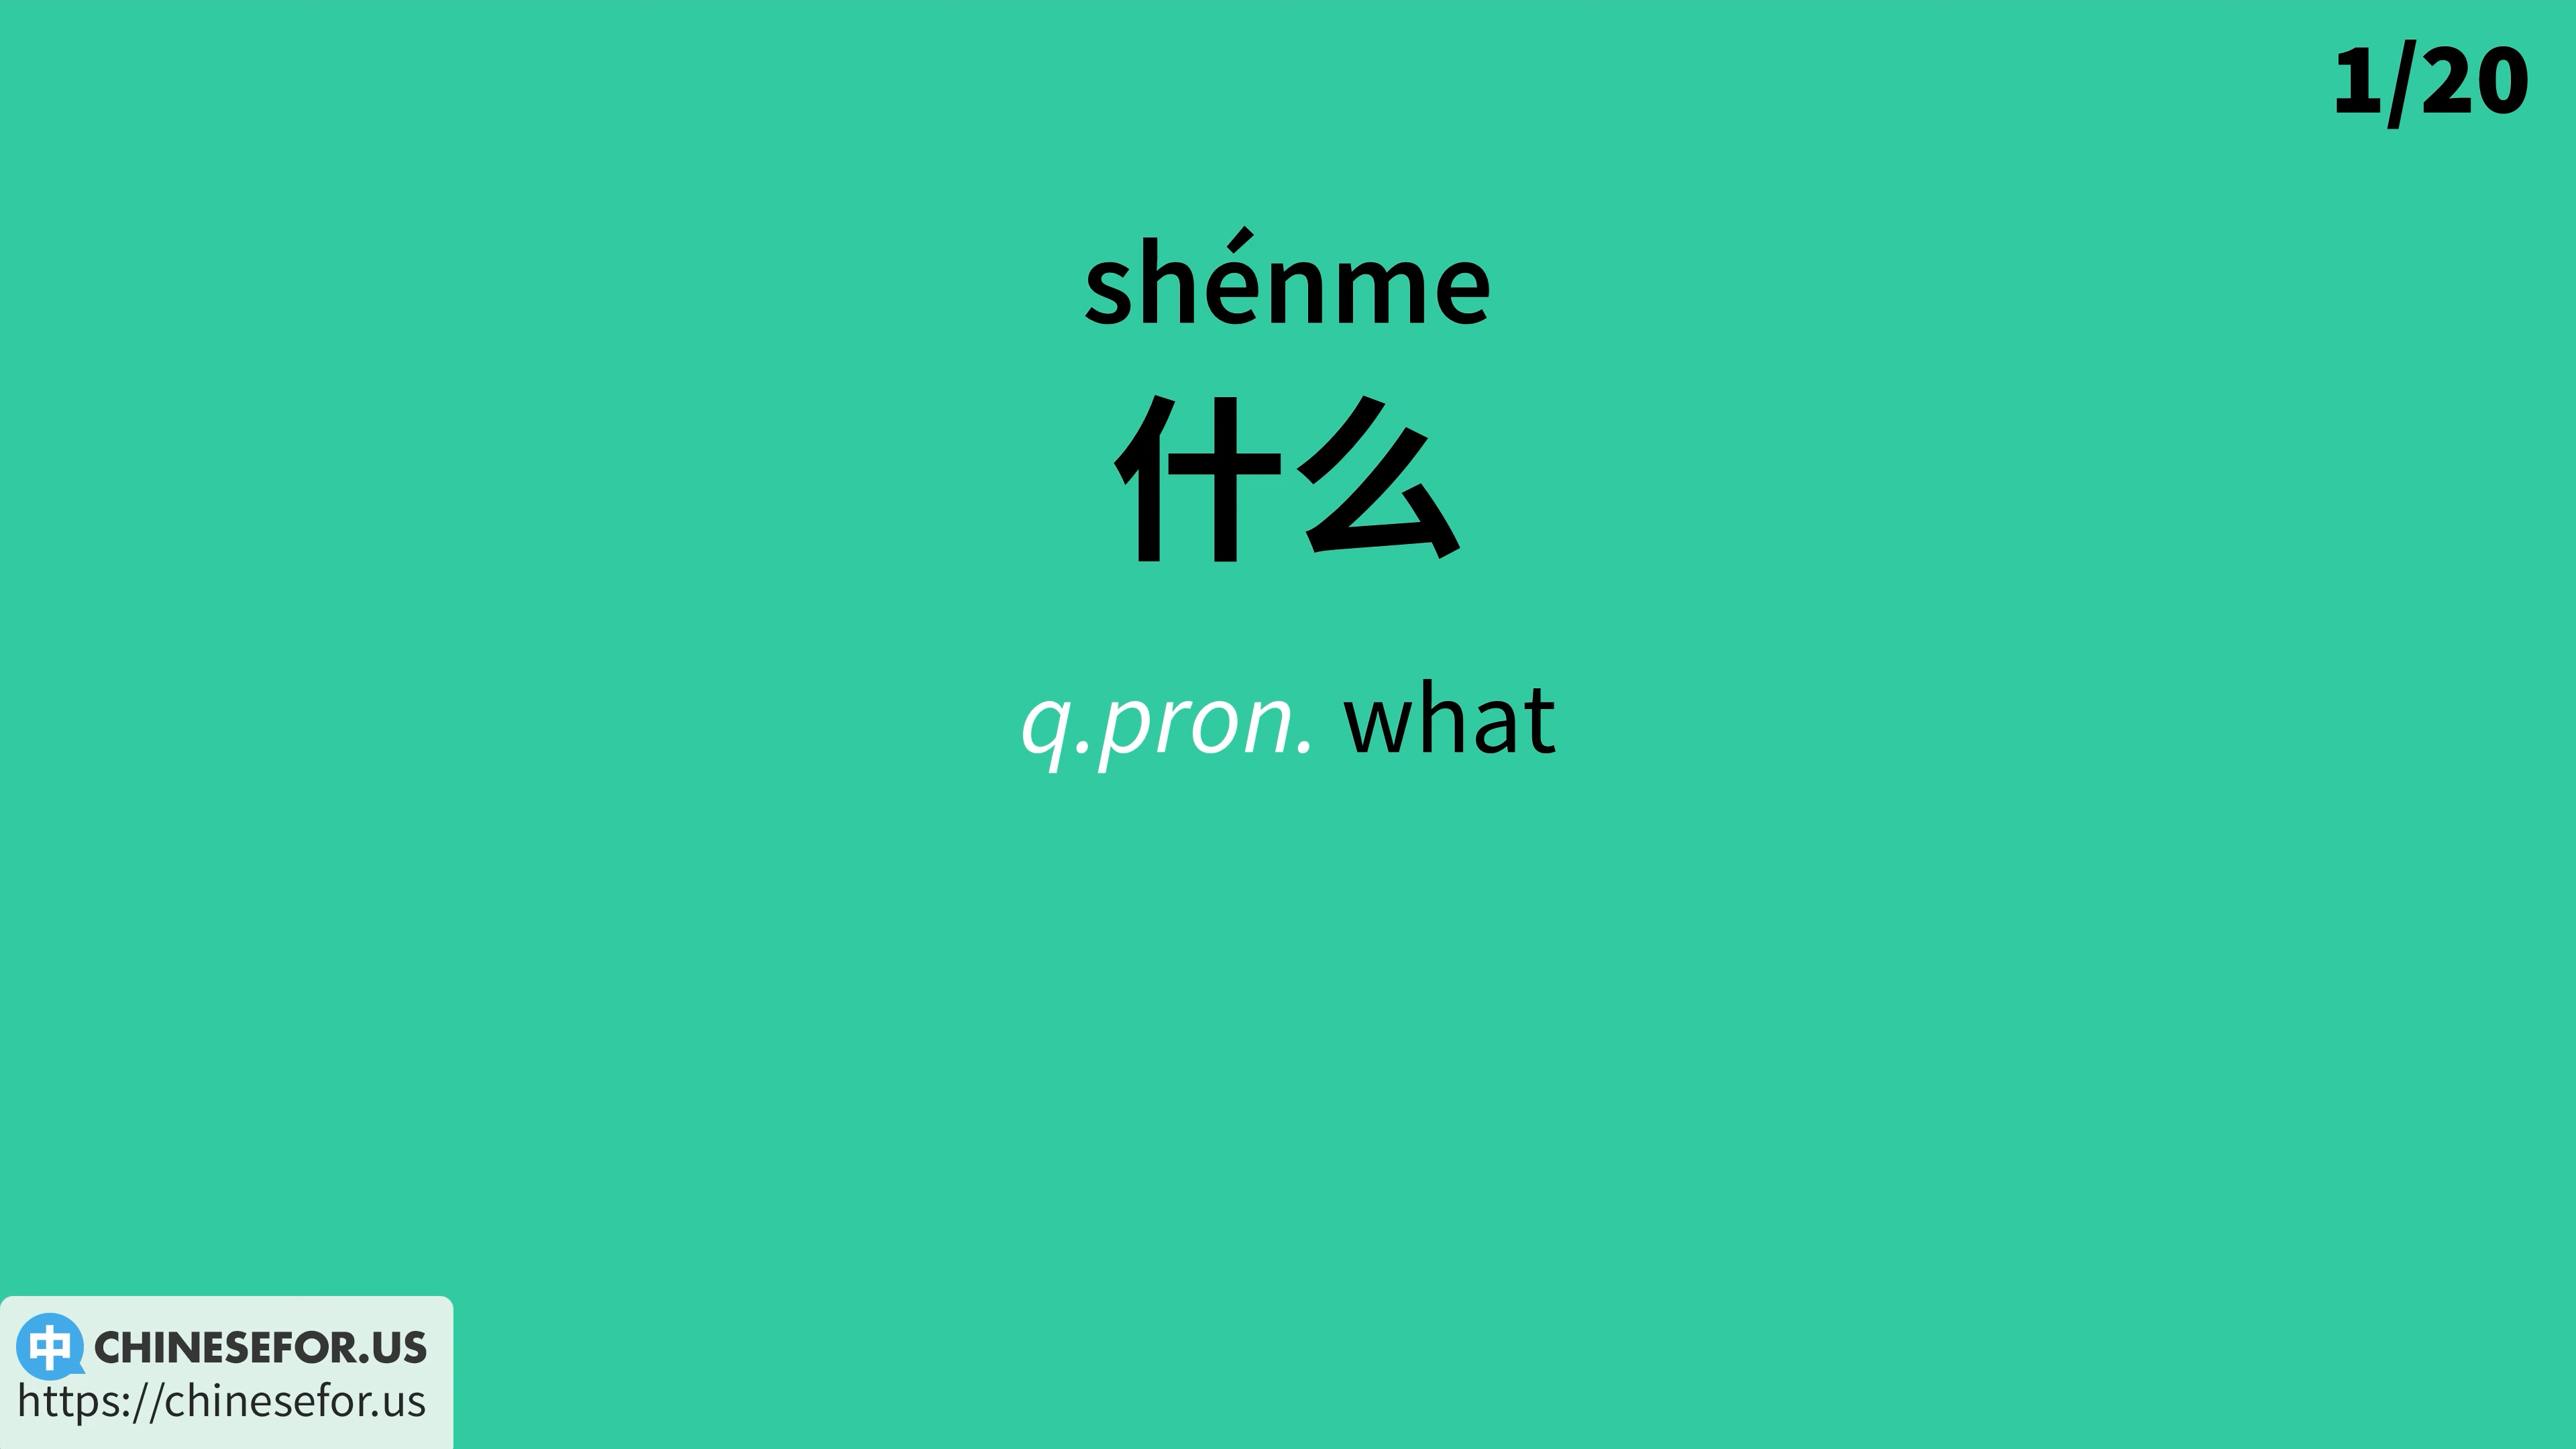 1/20
shénme
什么
q.pron. what
中 CHINESEFOR.US
https://chinesefor.us